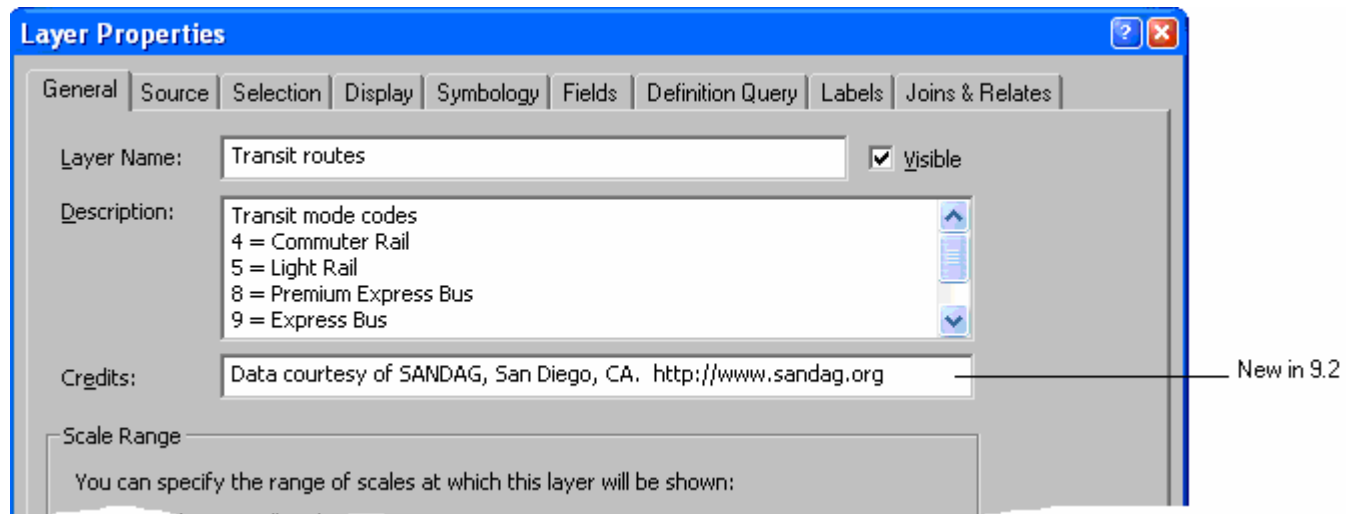 Layer Properties
General Source Selection Display Symbology Fields Definition Query Labels Joins & Relates
Layer Name: Transit routes Visible
Description: Transit mode codes
4 = Commuter Rail
5 = Light Rail
8 = Premium Express Bus
9 = Express Bus
Credits: Data courtesy of SANDAG, San Diego, CA. http://www.sandag.org
New in 9.2
Scale Range
You can specify the range of scales at which this layer will be shown: